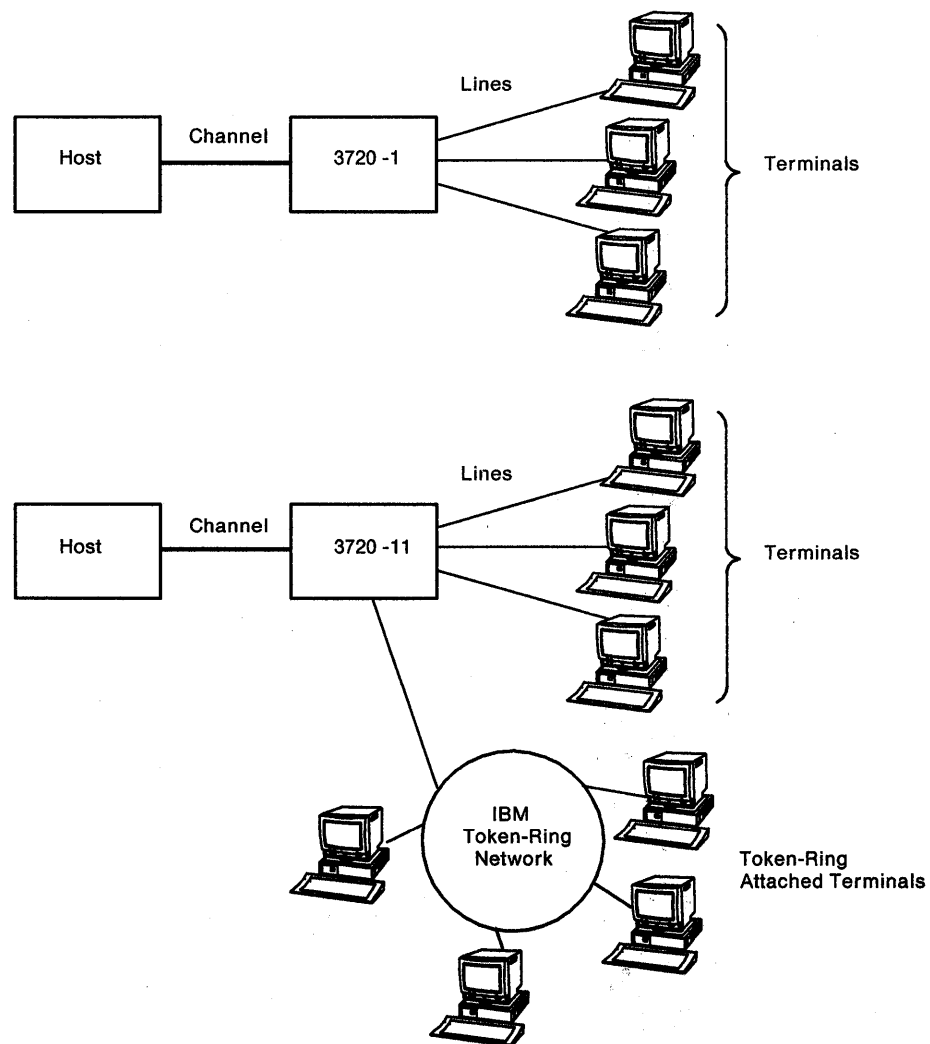 Lines
Host
Channel
3720 -1
Terminals
Lines
Host
Channel
3720 -11
Terminals
IBM
Token-Ring
Network
Token-Ring
Attached Terminals